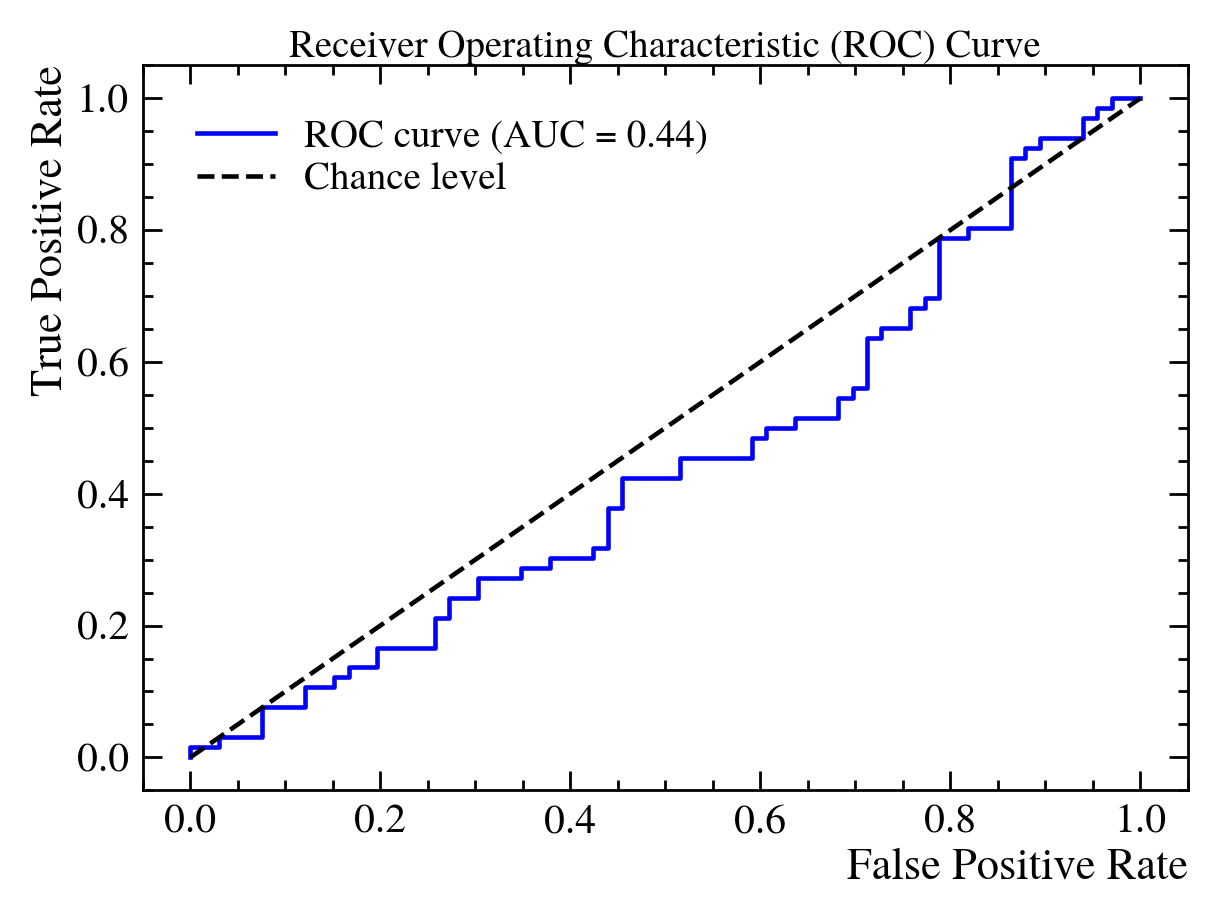 Receiver Operating Characteristic (ROC) Curve
True Positive Rate
1.0
0.8
0.6
0.4
0.2
0.0
ROC curve (AUC = 0.44)
Chance level
0.0 0.2 0.4 0.6 0.8 1.0
False Positive Rate